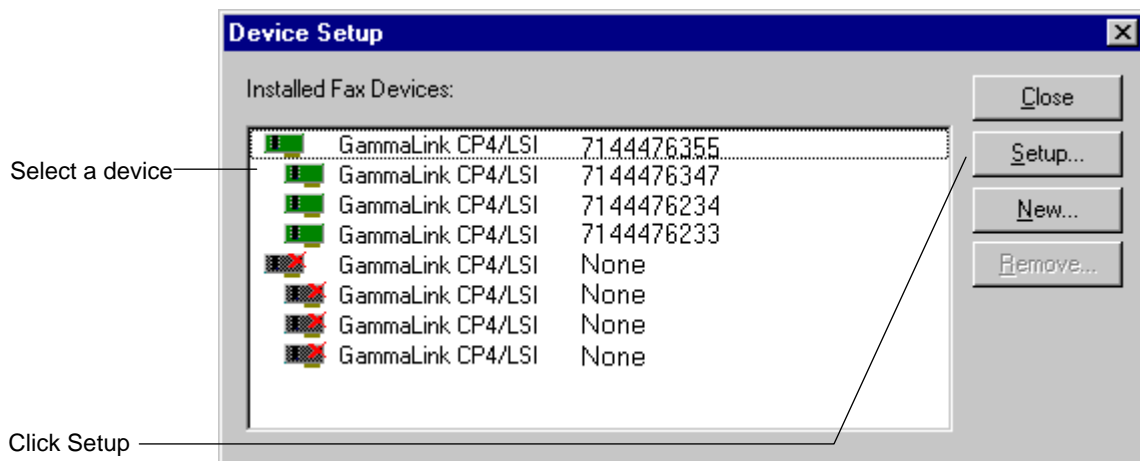 Device Setup
Installed Fax Devices:
Close
GammaLink CP4/LSI 7144476355
Setup...
Select a device
GammaLink CP4/LSI 7144476347
GammaLink CP4/LSI 7144476234
New...
GammaLink CP4/LSI 7144476233
GammaLink CP4/LSI None
Remove...
GammaLink CP4/LSI None
GammaLink CP4/LSI None
GammaLink CP4/LSI None
Click Setup